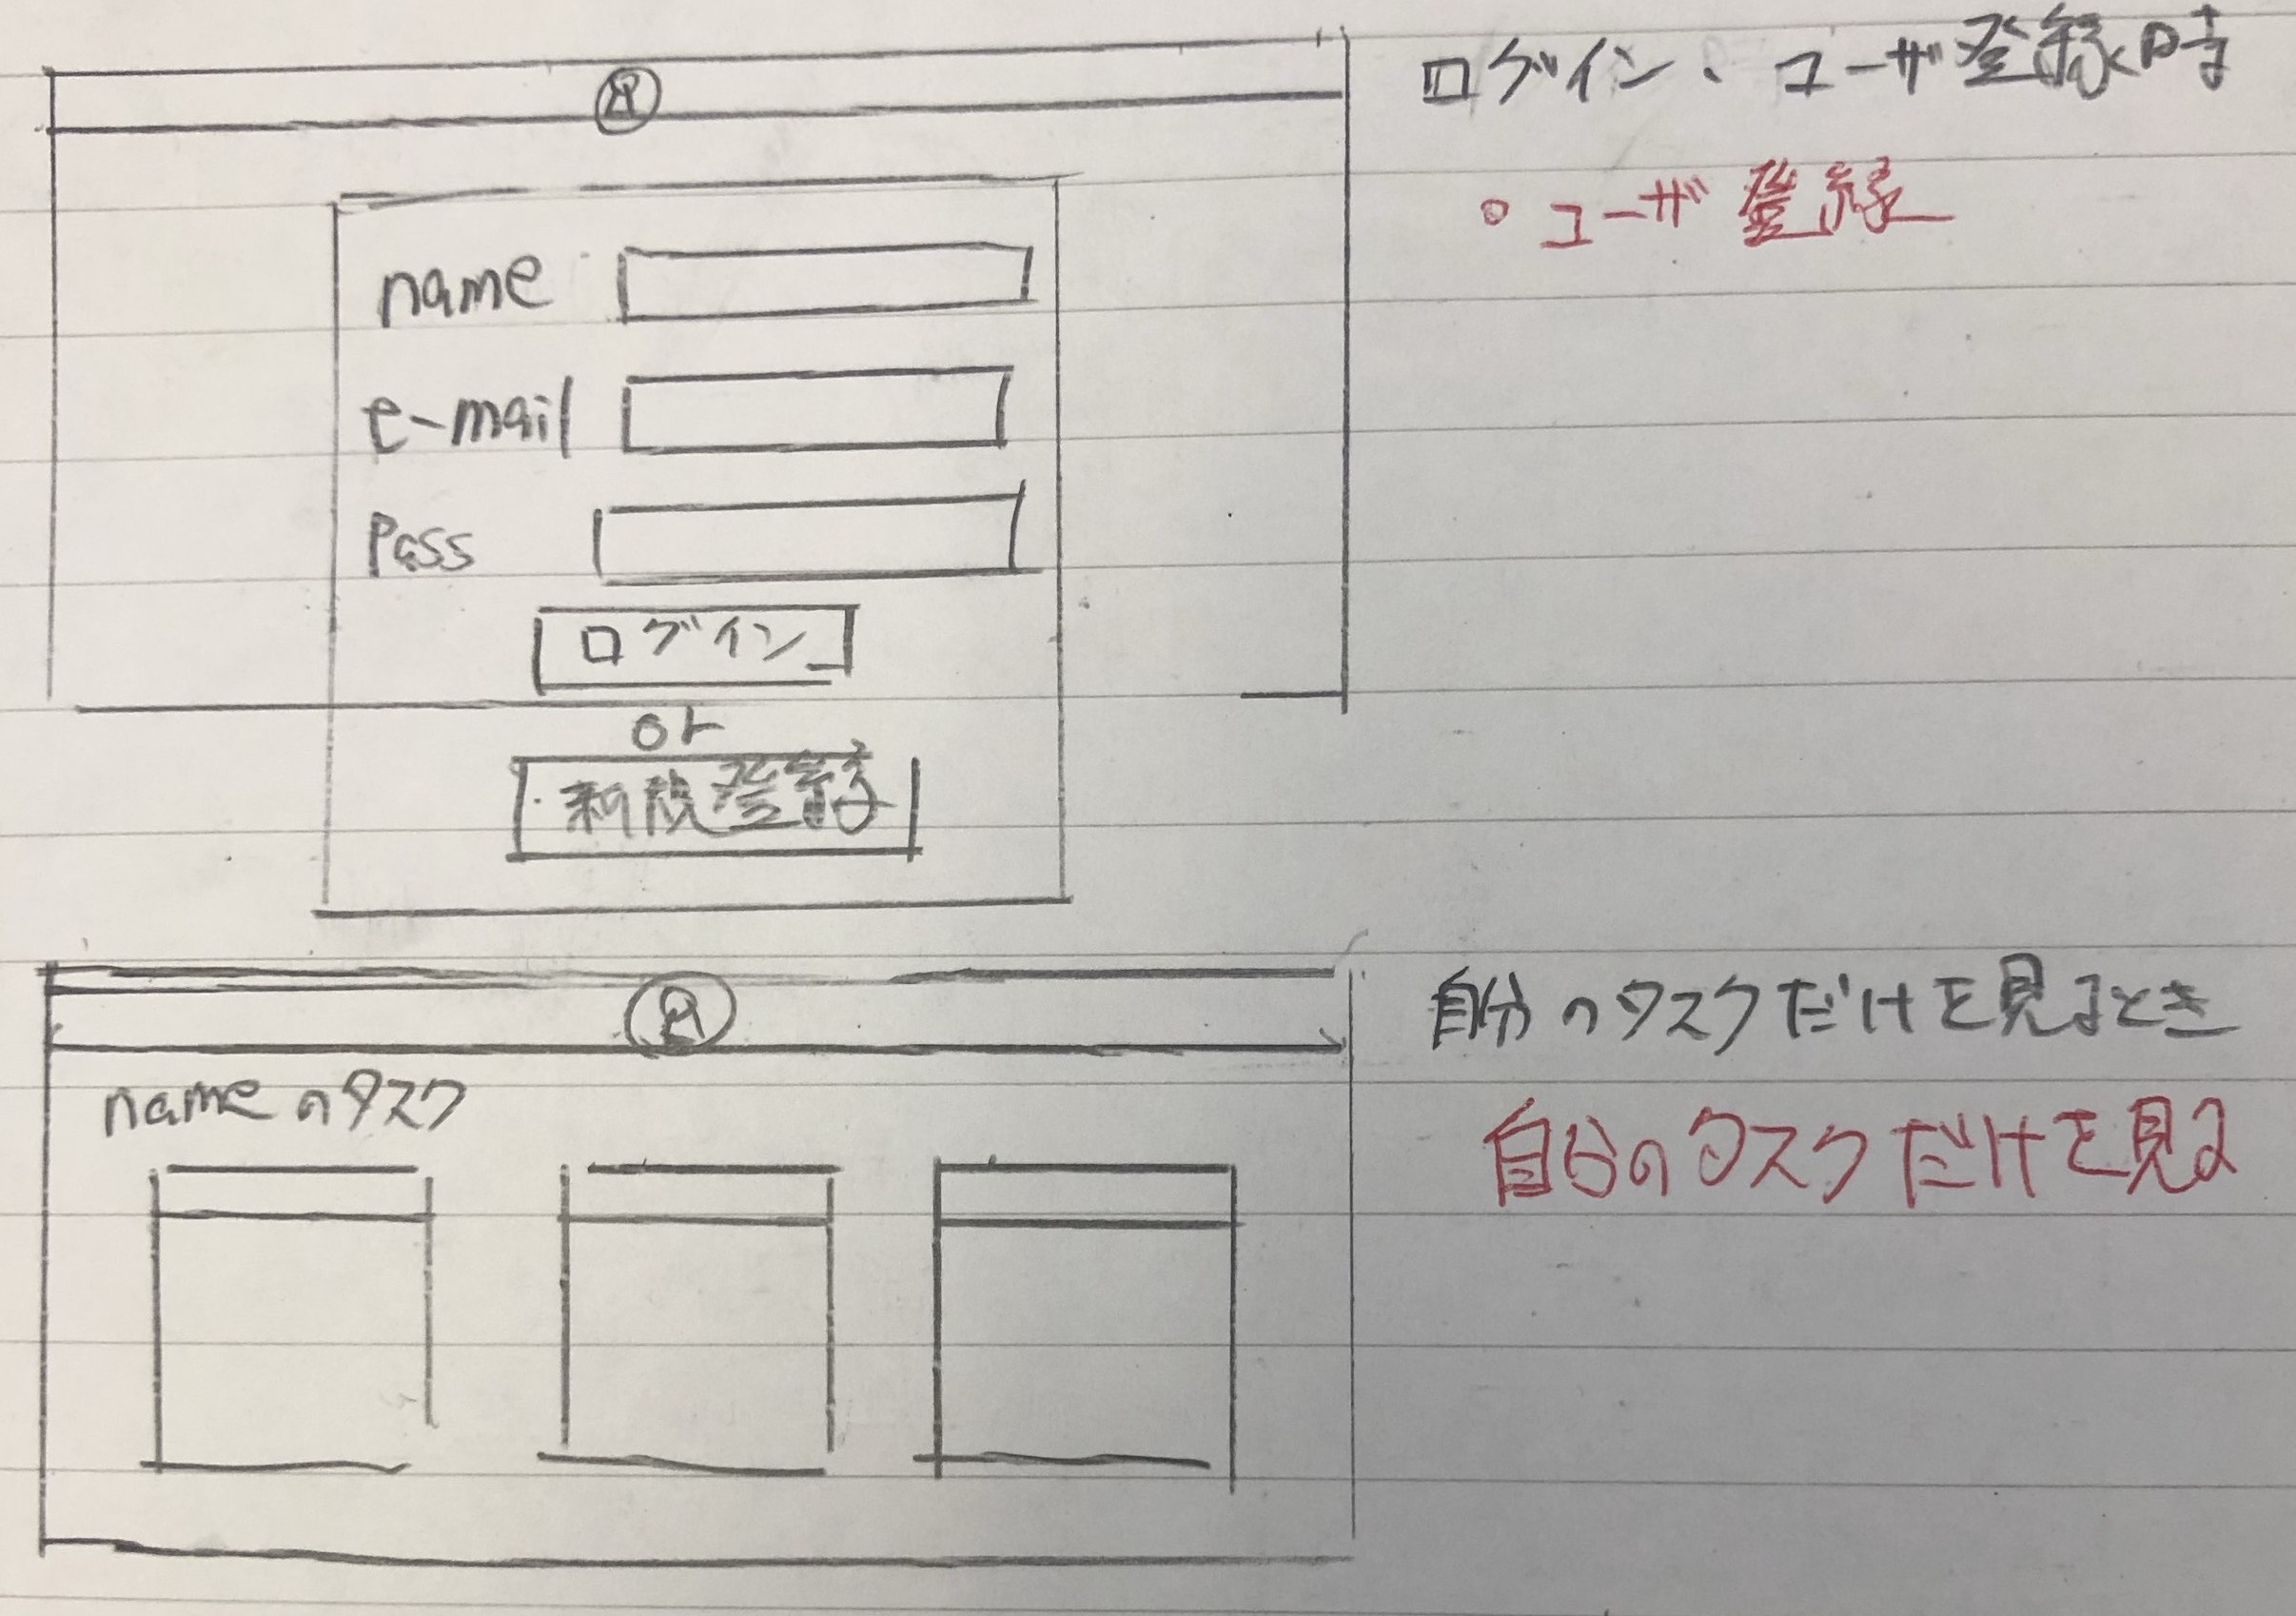 ログイン、ユーザ登録時
・ユーザ登録
name
e-mail
Pass
ログイン
or
新規登録
自分のタスクだけを見るとき
自分のタスクだけを見る
nameのタスク